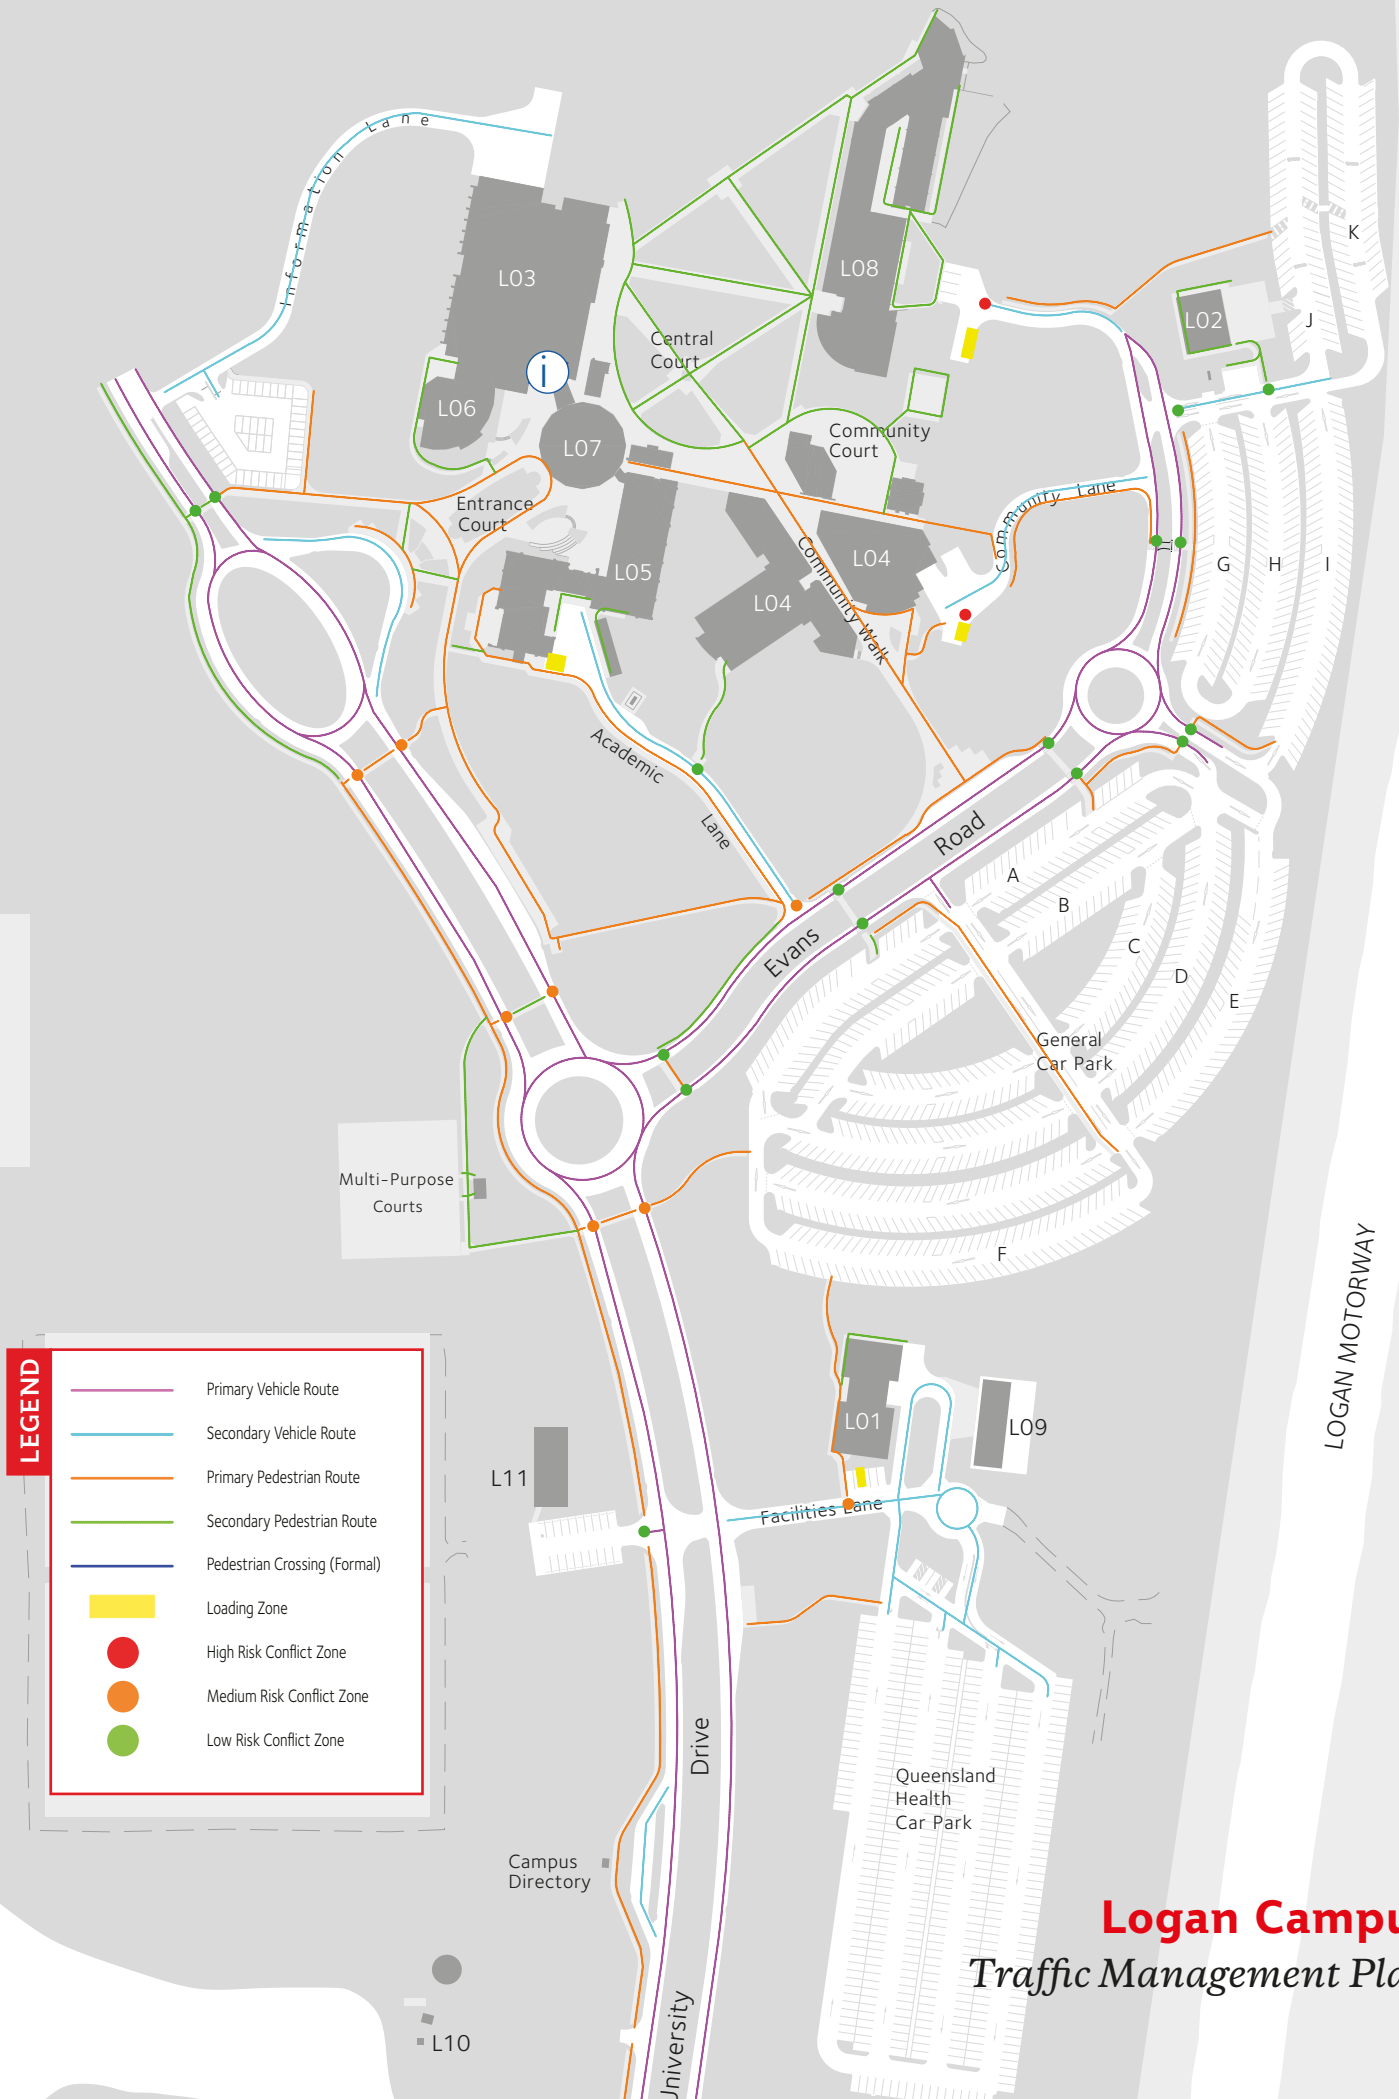 Information Lane
K
L03
L08
L02
J
Central
Court
i
L06
L07
Community
Court
Entrance
Court
Community Lane
L05
L04
L04
Community Walk
G
H
I
Academic
Lane
Evans
Road
A
B
C
D
E
General
Car Park
Multi-Purpose
Courts
F
LOGAN MOTORWAY
LEGEND
Primary Vehicle Route
Secondary Vehicle Route
Primary Pedestrian Route
Secondary Pedestrian Route
Pedestrian Crossing (Formal)
Loading Zone
High Risk Conflict Zone
Medium Risk Conflict Zone
Low Risk Conflict Zone
L01
L09
L11
Facilities Lane
University Drive
Queensland
Health
Car Park
Campus
Directory
L10
Logan Campu
Traffic Management Pla